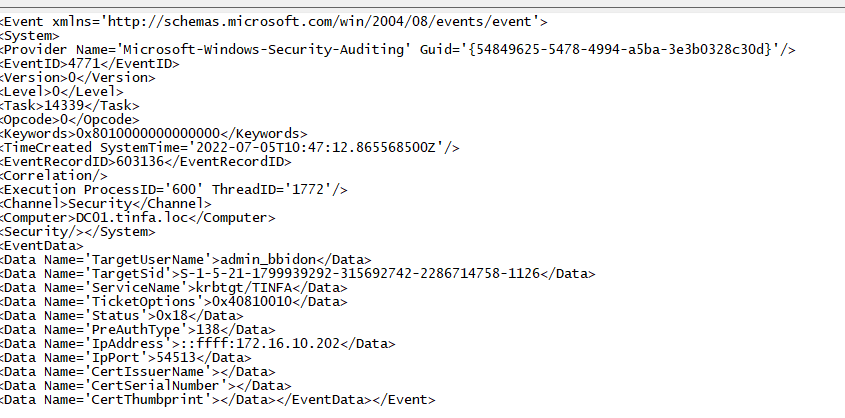 <Event xmlns='http://schemas.microsoft.com/win/2004/08/events/event'>
<System>
<Provider Name='Microsoft-Windows-Security-Auditing' Guid='{54849625-5478-4994-a5ba-3e3b0328c30d}'/>
<EventID>4771</EventID>
<Version>0</Version>
<Level>0</Level>
<Task>14339</Task>
<Opcode>0</Opcode>
<Keywords>0x8010000000000000</Keywords>
<TimeCreated SystemTime='2022-07-05T10:47:12.865568500Z'/>
<EventRecordID>603136</EventRecordID>
<Correlation/>
<Execution ProcessID='600' ThreadID='1772'/>
<Channel>Security</Channel>
<Computer>DC01.tinfa.loc</Computer>
<Security/></System>
<EventData>
<Data Name='TargetUserName'>admin_bbidon</Data>
<Data Name='TargetSid'>S-1-5-21-1799939292-315692742-2286714758-1126</Data>
<Data Name='ServiceName'>krbtgt/TINFA</Data>
<Data Name='TicketOptions'>0x40810010</Data>
<Data Name='Status'>0x18</Data>
<Data Name='PreAuthType'>138</Data>
<Data Name='IpAddress'>::ffff:172.16.10.202</Data>
<Data Name='IpPort'>54513</Data>
<Data Name='CertIssuerName'></Data>
<Data Name='CertSerialNumber'></Data>
<Data Name='CertThumbprint'></Data></EventData></Event>